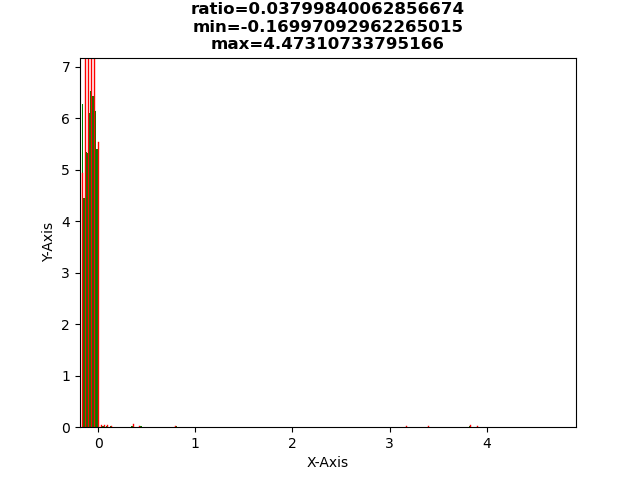 ratio=0.03799840062856674
min=-0.16997092962265015
max=4.47310733795166
7
6
5
4
3
2
1
0
Y-Axis
0 1 2 3 4
X-Axis